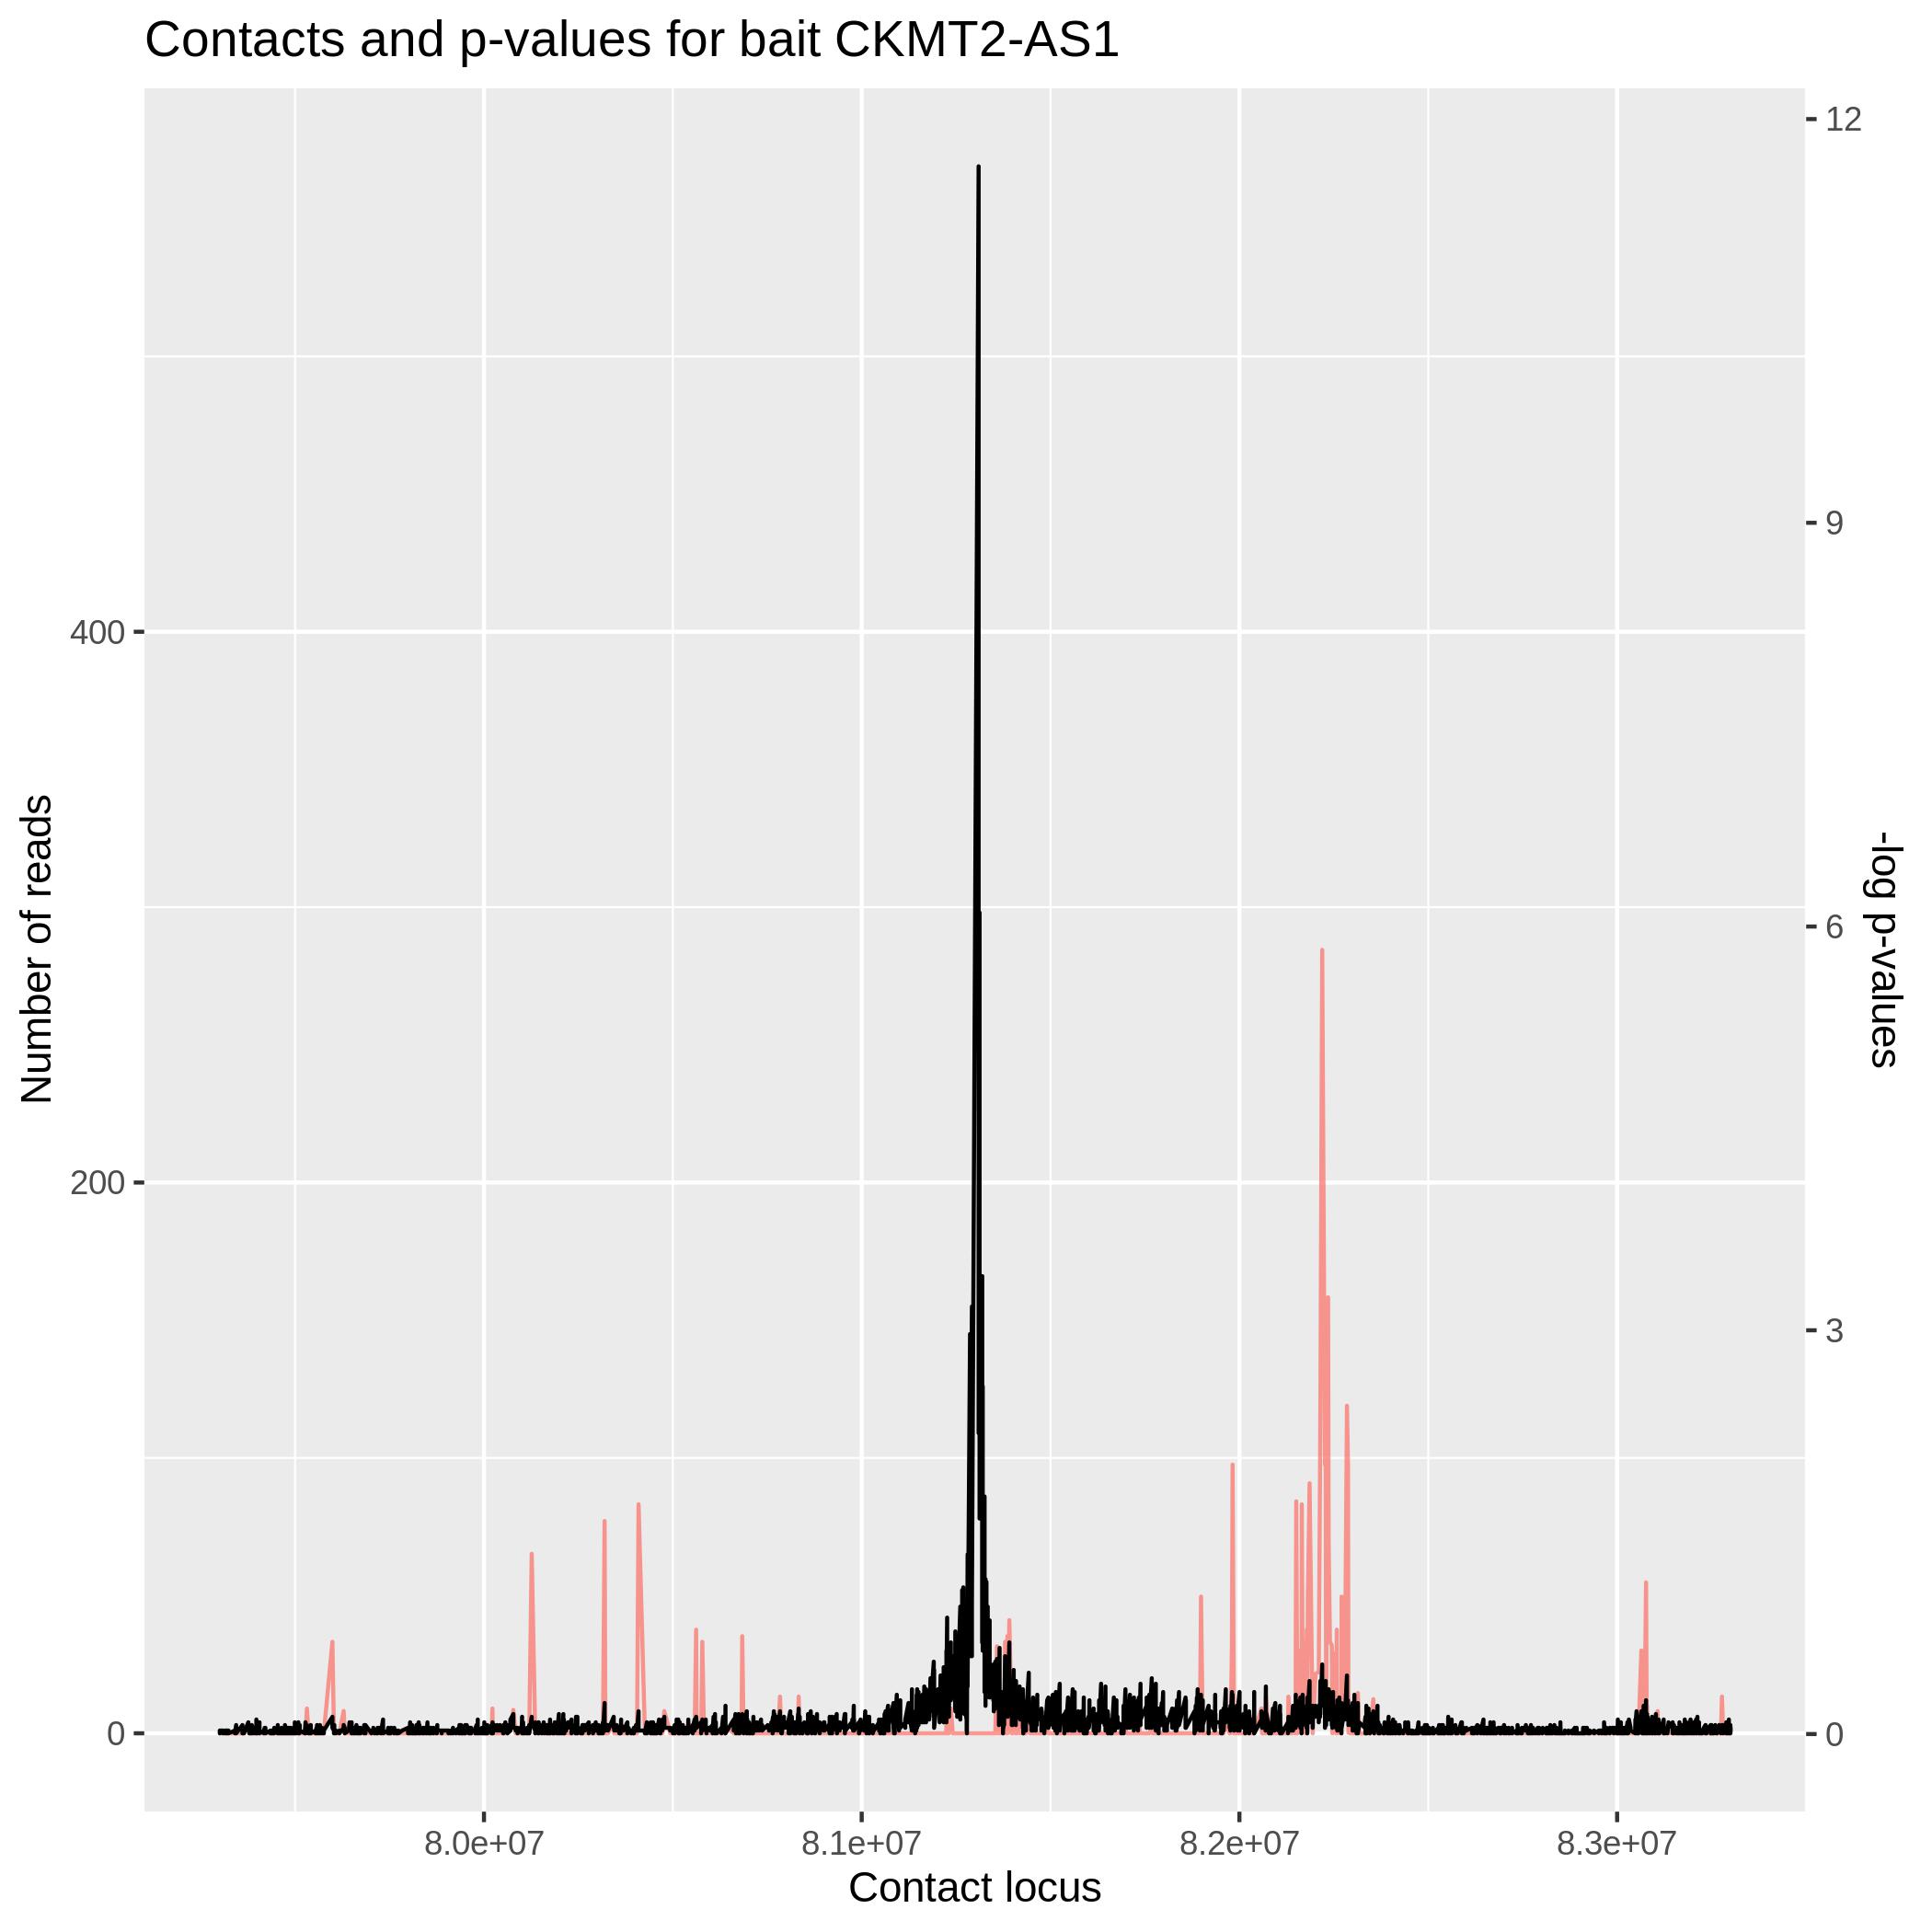 Contacts and p-values for bait CKMT2-AS1
Number of reads
400
200
0
12
9
6
3
0
-log p-values
8.0e+07 8.1e+07 8.2e+07 8.3e+07
Contact locus